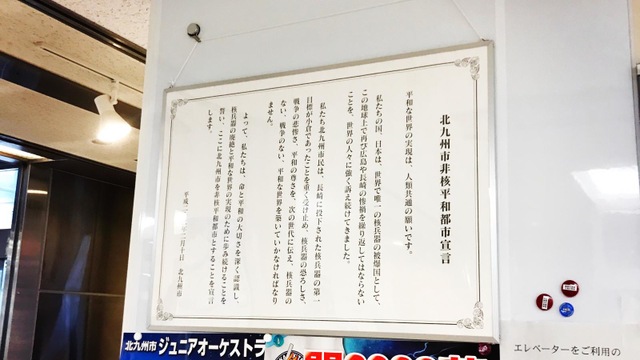 北九州市非核平和都市宣言
平和な世界の実現は、人類共通の願いです。
私たちの国、日本は、世界で唯一の核兵器の被爆国として、
この地球上で再び広島や長崎の惨禍を繰り返してはならない
ことを、世界の人々に強く訴え続けてきました。
私たち北九州市民は、長崎に投下された核兵器の第一
目標が小倉であったことを重く受け止め、核兵器の恐ろしさ、
戦争の悲惨さ、平和の尊さを、次の世代に伝え、核兵器の
ない、戦争のない、平和な世界を築いていかなければなり
ません。
よって、私たちは、命と平和の大切さを深く認識し、
核兵器の廃絶と平和な世界の実現のために歩み続けることを
誓い、ここに北九州市を非核平和都市とすることを宣言
します。
平成二十二年二月十日 北九州市
北九州市 ジュニアオーケストラ
エレベーターをご利用の